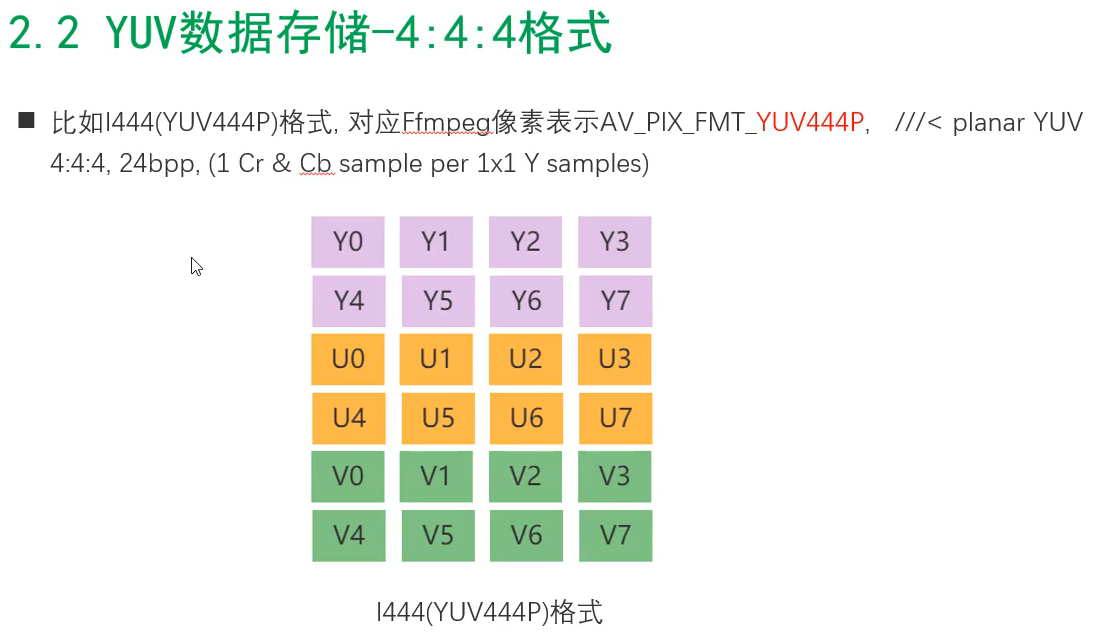 2.2 YUV数据存储-4:4:4格式
■ 比如I444(YUV444P)格式, 对应Ffmpeg像素表示AV_PIX_FMT_YUV444P, ///< planar YUV
4:4:4, 24bpp, (1 Cr & Cb sample per 1x1 Y samples)
Y0 Y1 Y2 Y3
Y4 Y5 Y6 Y7
U0 U1 U2 U3
U4 U5 U6 U7
V0 V1 V2 V3
V4 V5 V6 V7
I444(YUV444P)格式